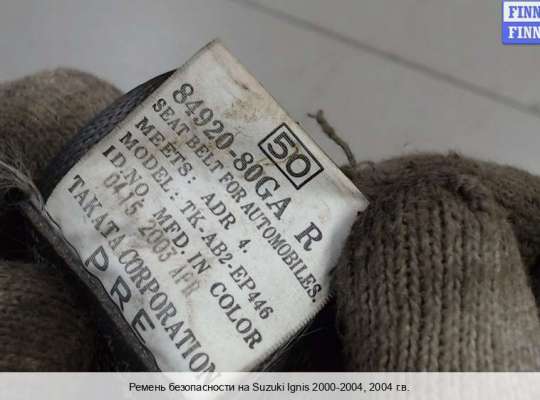 FINN
FINN
84920-80GA R
50
SEAT BELT FOR AUTOMOBILES.
MEETS: ADR 4.
MODEL: TK-AB2-EP446
ID.NO. MFD IN COLOR
0415 2003 APR
TAKATA CORPORATION
PRE
Ремень безопасности на Suzuki Ignis 2000-2004, 2004 г.в.